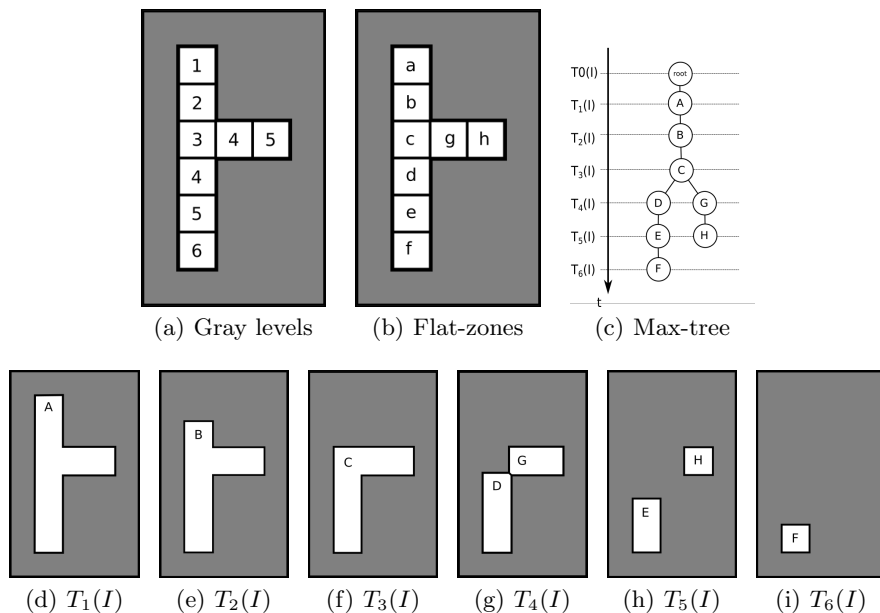 1
2
3 4 5
4
5
6
a
b
c g h
d
e
f
T0(I) root
T₁(I) A
T₂(I) B
T₃(I) C
T₄(I) D G
T₅(I) E H
T₆(I) F
t
(a) Gray levels
(b) Flat-zones
(c) Max-tree
A
B
C
G
D
H
E
F
(d) T₁(I)
(e) T₂(I)
(f) T₃(I)
(g) T₄(I)
(h) T₅(I)
(i) T₆(I)